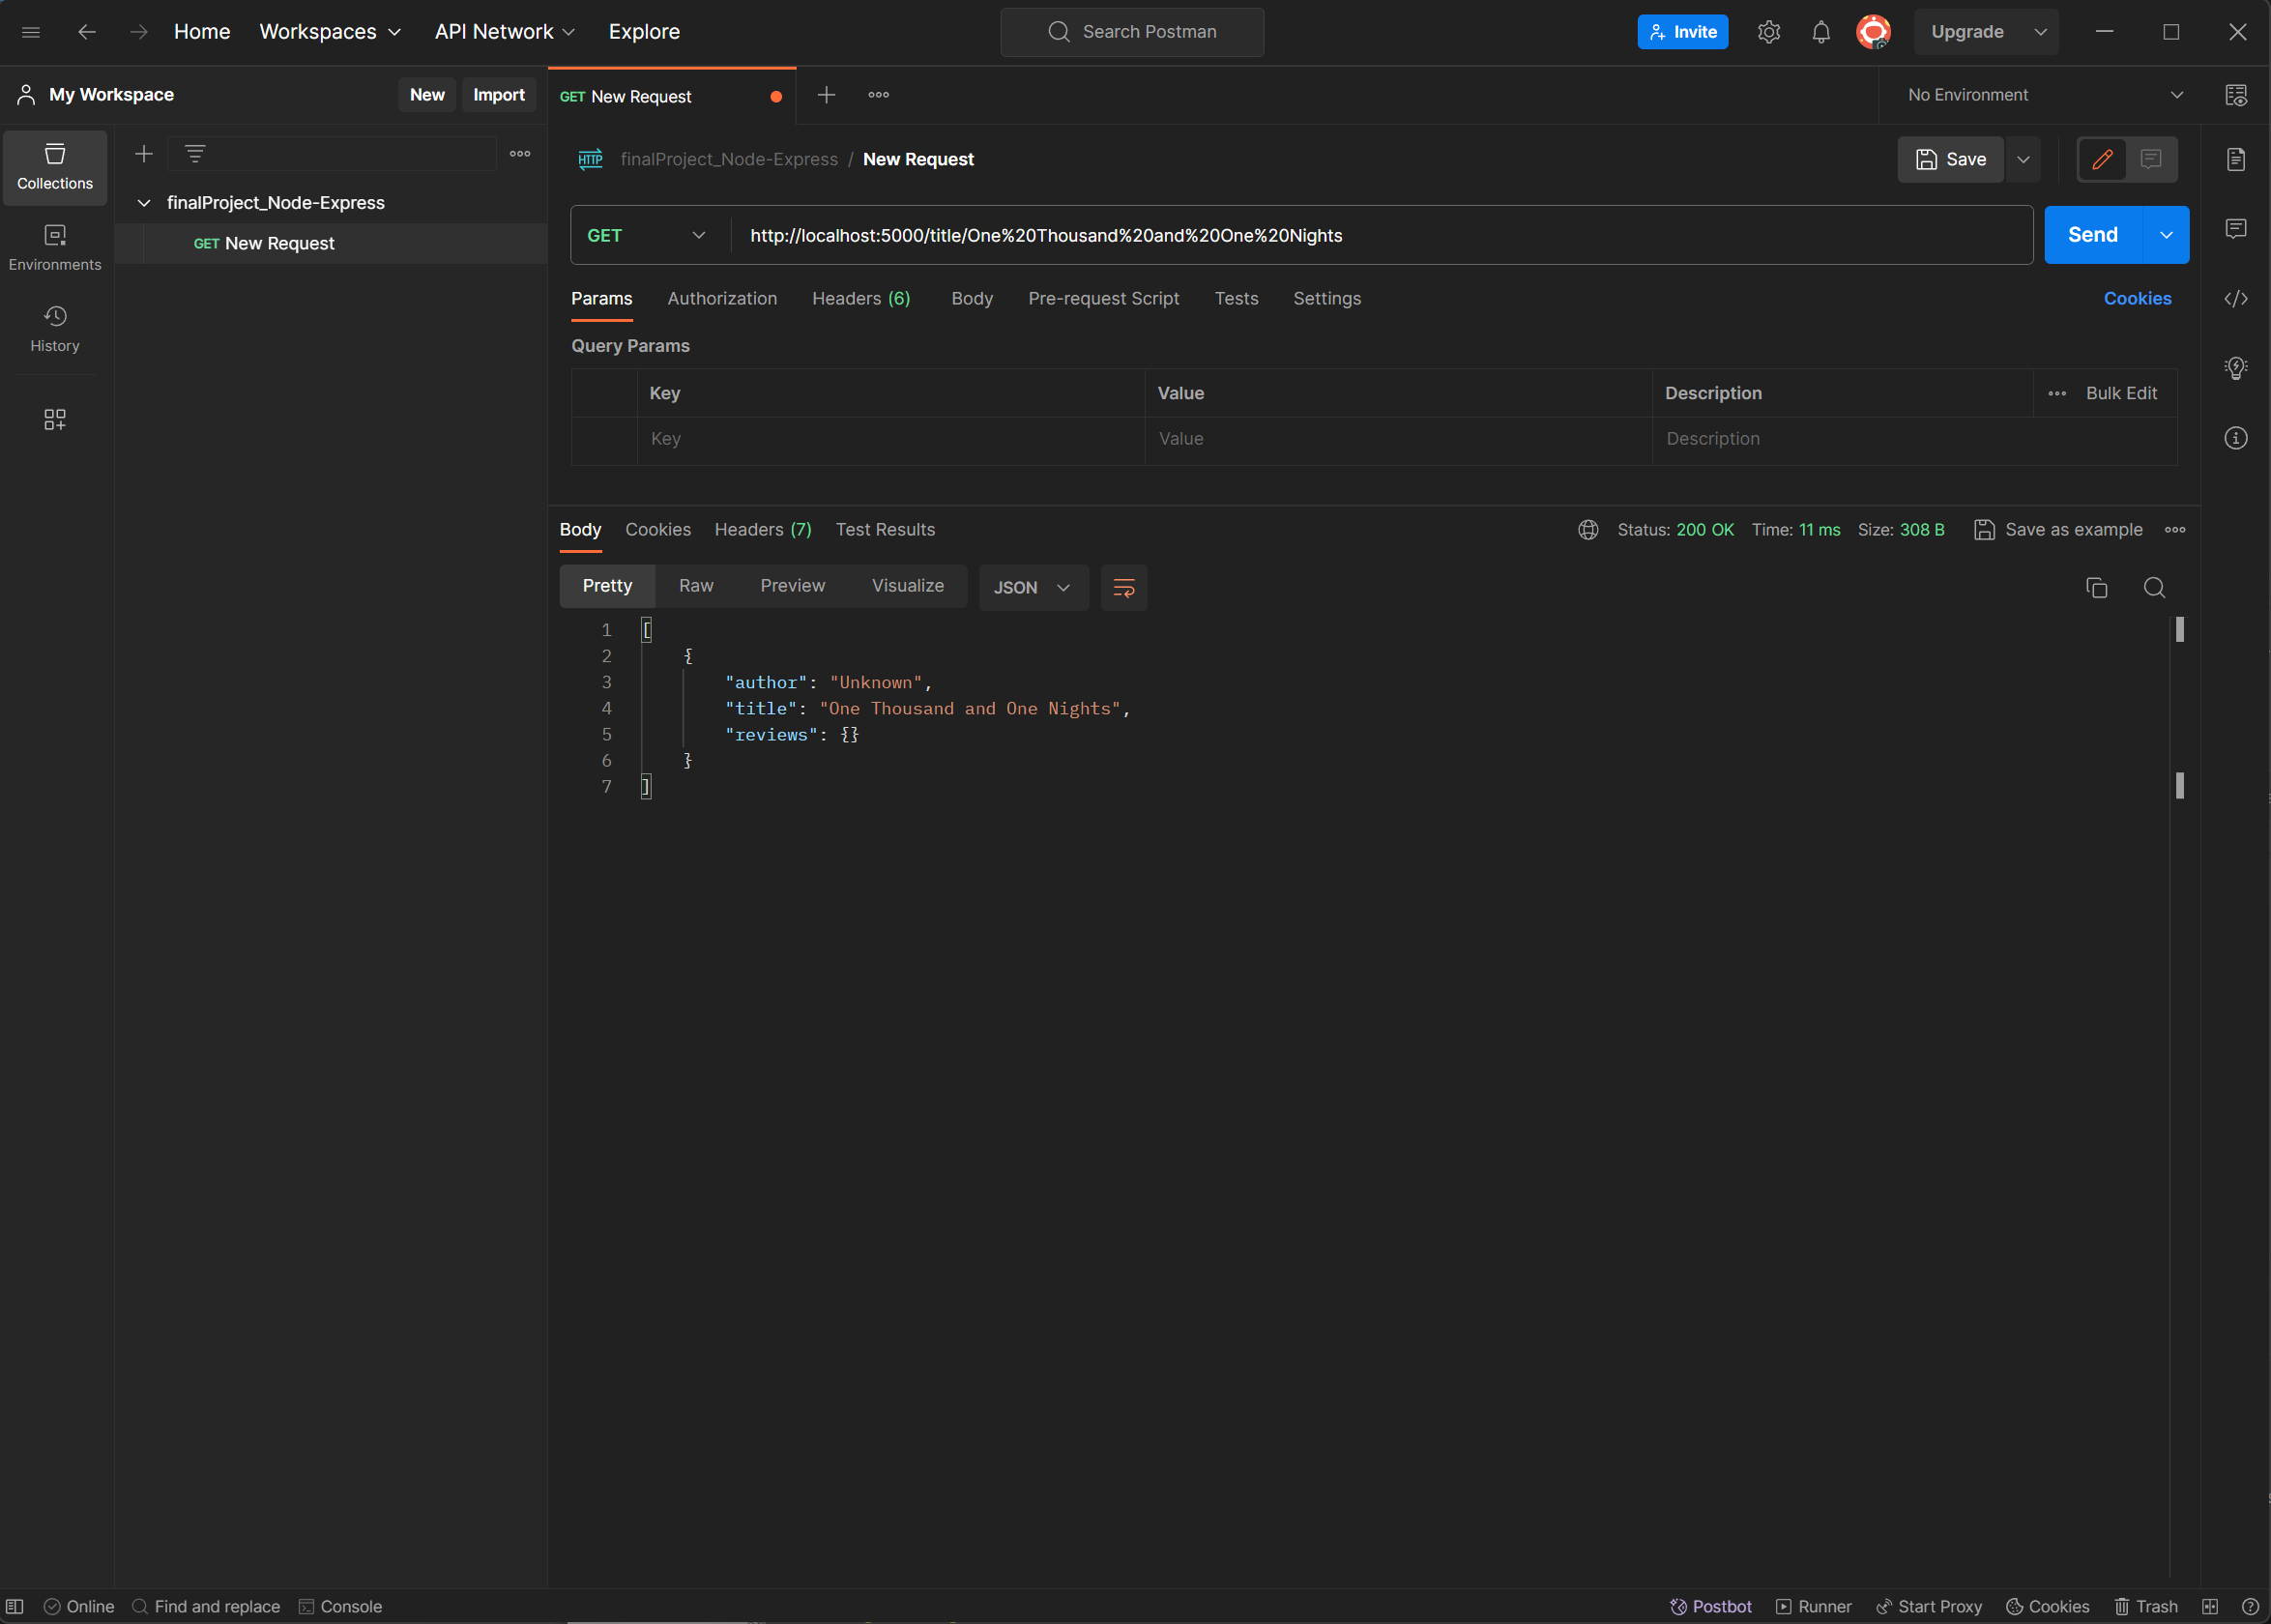 Home Workspaces API Network Explore Search Postman Invite Upgrade
My Workspace New Import GET New Request No Environment
Collections
Environments
History
finalProject_Node-Express
GET New Request
HTTP finalProject_Node-Express / New Request Save
GET http://localhost:5000/title/One%20Thousand%20and%20One%20Nights Send
Params Authorization Headers (6) Body Pre-request Script Tests Settings Cookies
Query Params
Key Value Description Bulk Edit
Key Value Description
Body Cookies Headers (7) Test Results Status: 200 OK Time: 11 ms Size: 308 B Save as example
Pretty Raw Preview Visualize JSON
1 [
2 {
3 "author": "Unknown",
4 "title": "One Thousand and One Nights",
5 "reviews": {}
6 }
7 ]
Online Find and replace Console Postbot Runner Start Proxy Cookies Trash